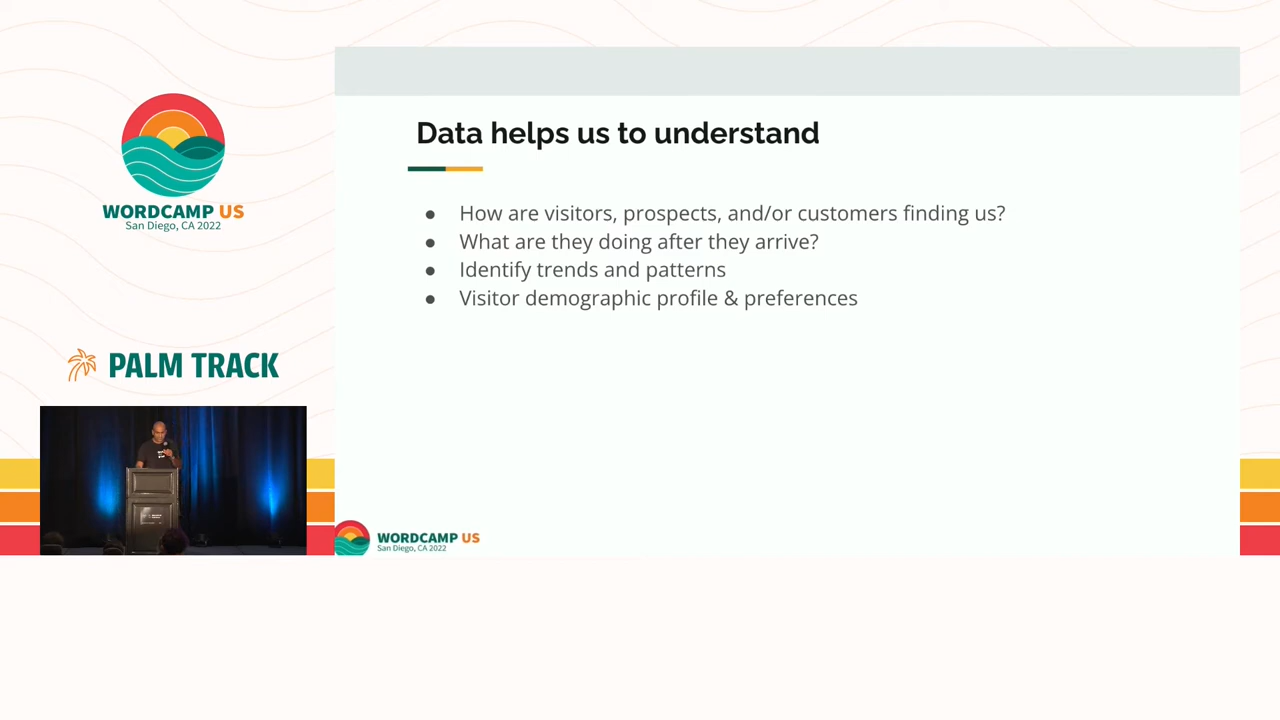 WORDCAMP US
San Diego, CA 2022
PALM TRACK
Data helps us to understand
● How are visitors, prospects, and/or customers finding us?
● What are they doing after they arrive?
● Identify trends and patterns
● Visitor demographic profile & preferences
WORDCAMP US
San Diego, CA 2022